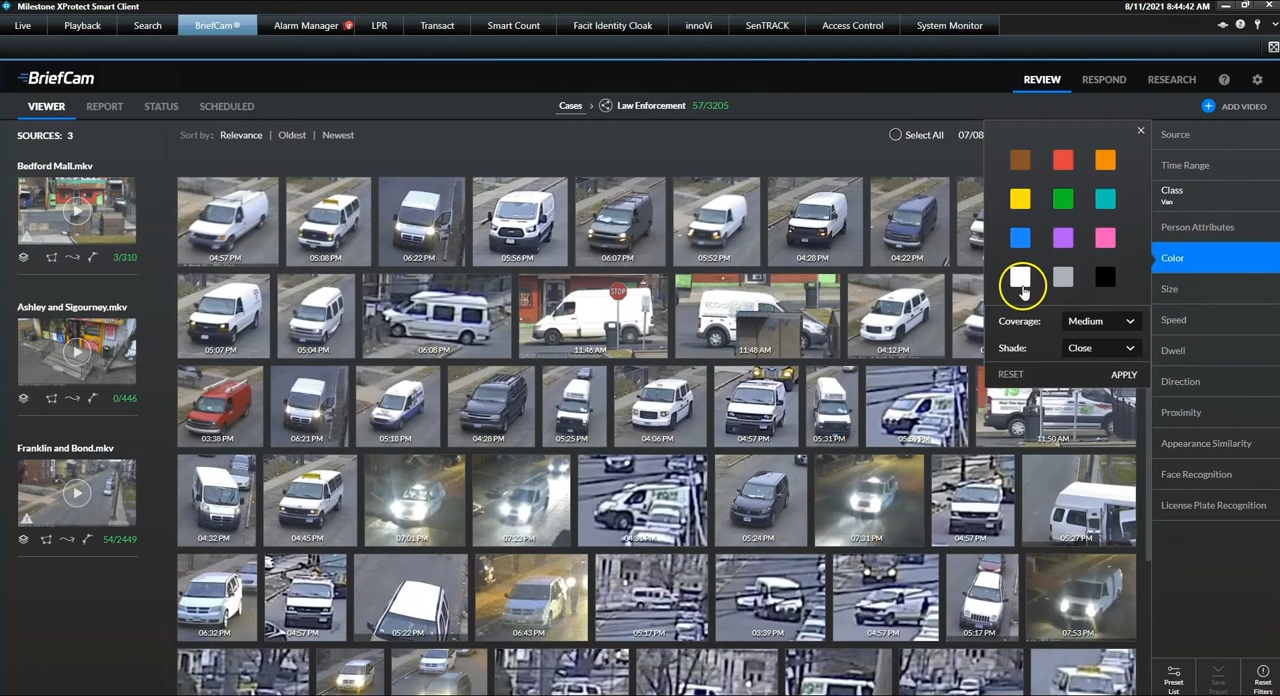 Milestone XProtect Smart Client
8/11/2021 8:44:42 AM
Live Playback Search BriefCam® Alarm Manager LPR Transact Smart Count Facit Identity Cloak innoVi SenTRACK Access Control System Monitor
BriefCam
REVIEW RESPOND RESEARCH
VIEWER REPORT STATUS SCHEDULED
Cases > Law Enforcement 57/3205
+ ADD VIDEO
SOURCES: 3
Sort by: Relevance | Oldest | Newest
Select All 07/08
Bedford Mall.mkv
3/310
Ashley and Sigourney.mkv
0/446
Franklin and Bond.mkv
54/2449
04:57 PM 05:08 PM 06:22 PM 05:56 PM 06:07 PM 05:52 PM 04:28 PM 04:22 PM
STOP
05:07 PM 05:04 PM 06:08 PM 11:46 AM 11:48 AM 04:12 PM
03:38 PM 06:21 PM 05:18 PM 04:28 PM 05:25 PM 04:06 PM 04:57 PM 05:31 PM 11:50 AM
04:32 PM 04:45 PM 07:01 PM 07:23 PM 05:24 PM 07:31 PM 04:57 PM 05:27 PM
06:32 PM 04:57 PM 05:22 PM 06:43 PM 05:17 PM 03:39 PM 04:57 PM 05:17 PM 07:53 PM
Coverage: Medium
Shade: Close
RESET APPLY
Source
Time Range
Class
Van
Person Attributes
Color
Size
Speed
Dwell
Direction
Proximity
Appearance Similarity
Face Recognition
License Plate Recognition
Preset List
Save Preset
Reset Filters